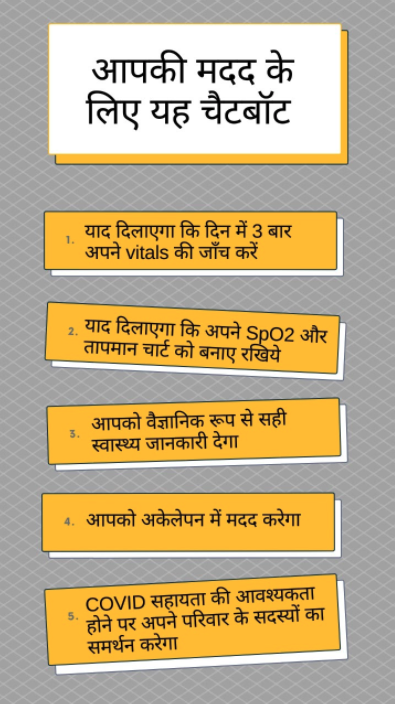 आपकी मदद के
लिए यह चैटबॉट
1. याद दिलाएगा कि दिन में 3 बार
अपने vitals की जाँच करें
2. याद दिलाएगा कि अपने SpO2 और
तापमान चार्ट को बनाए रखिये
3. आपको वैज्ञानिक रूप से सही
स्वास्थ्य जानकारी देगा
4. आपको अकेलेपन में मदद करेगा
5. COVID सहायता की आवश्यकता
होने पर अपने परिवार के सदस्यों का
समर्थन करेगा